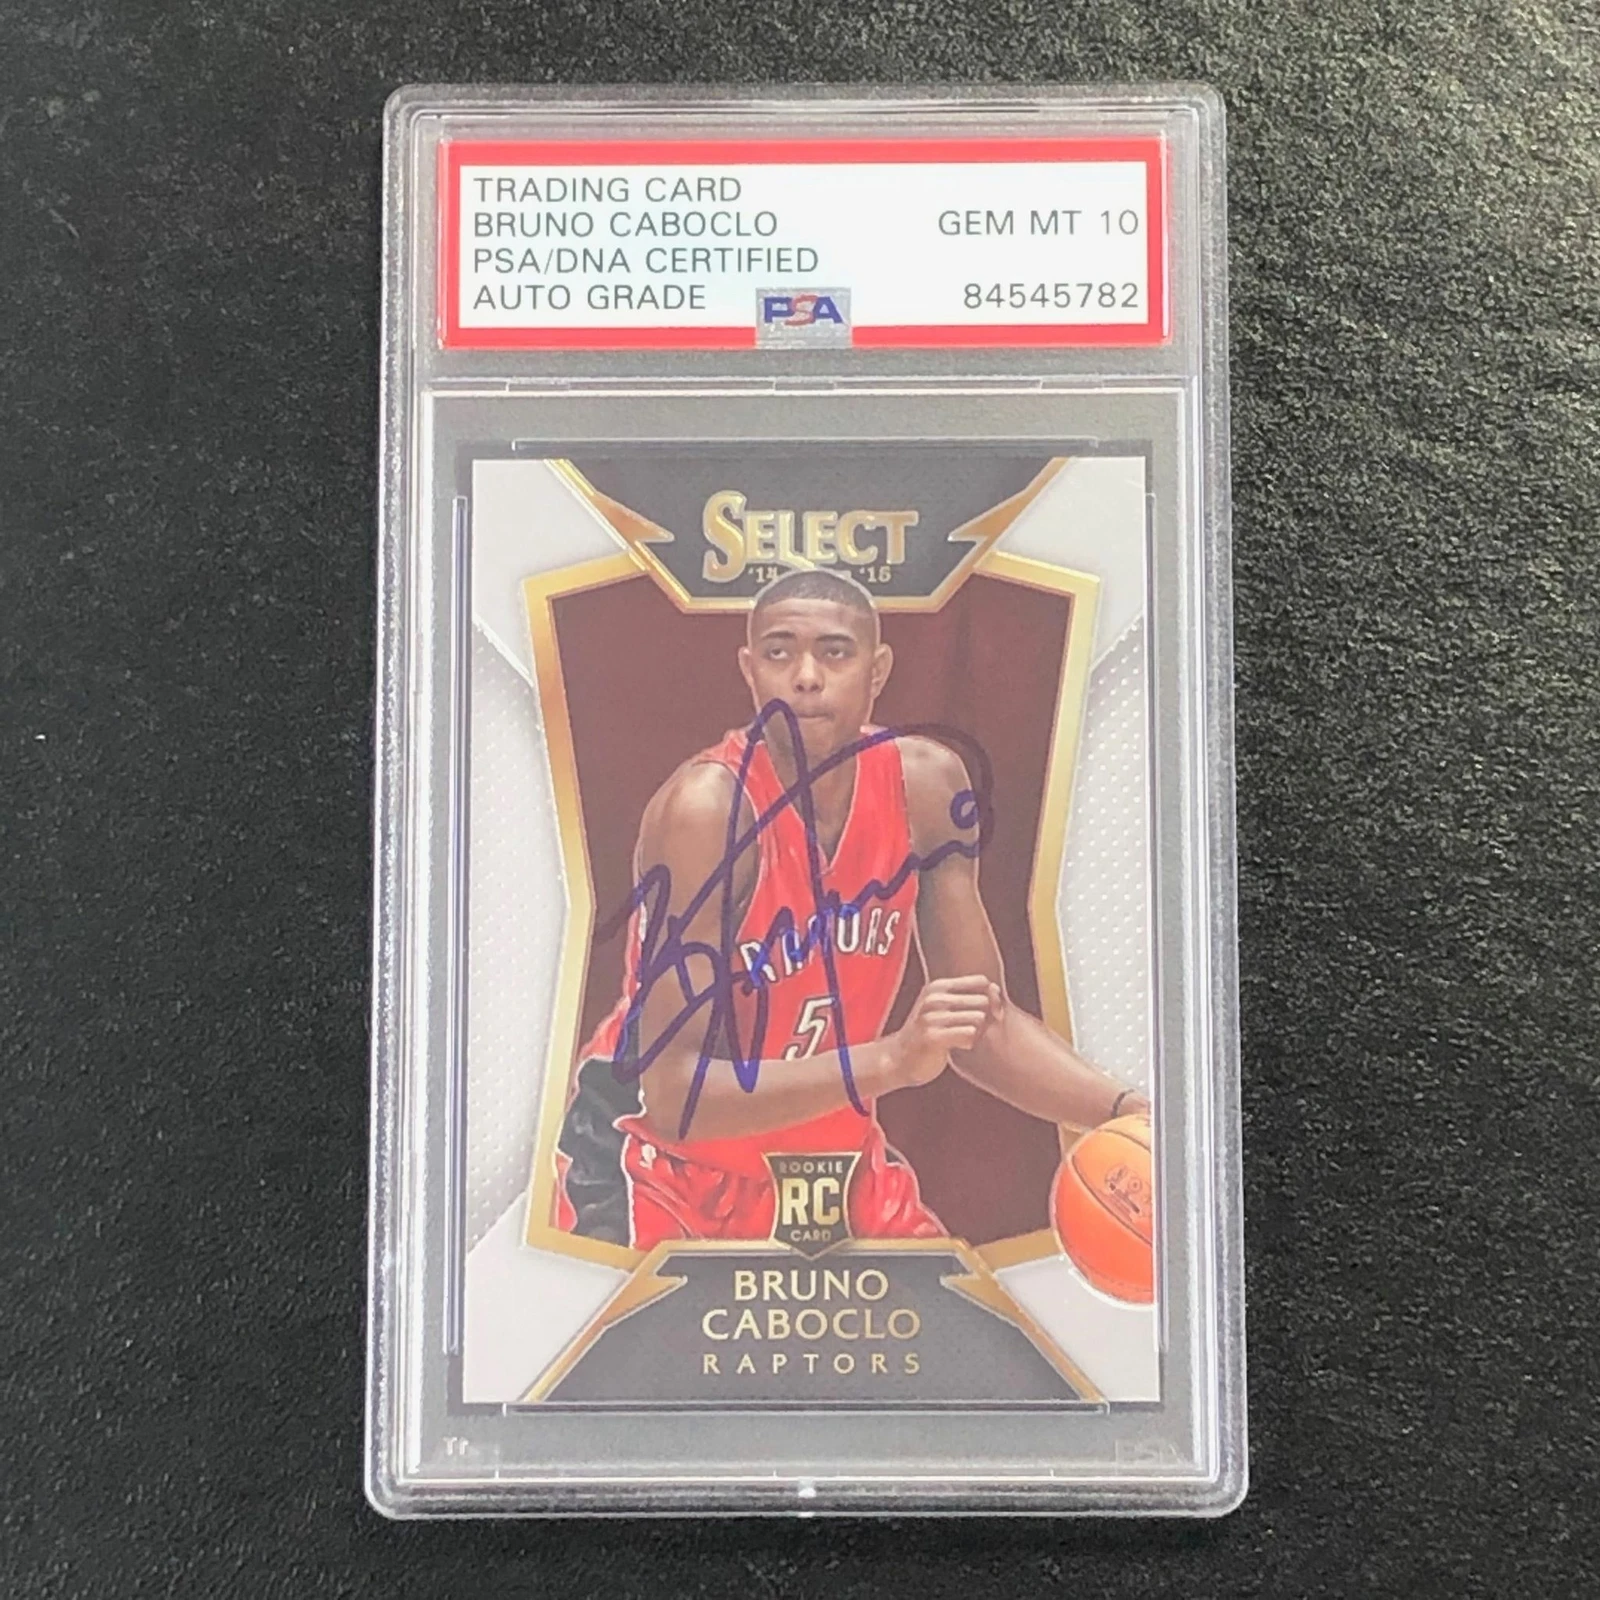 TRADING CARD
BRUNO CABOCLO GEM MT 10
PSA/DNA CERTIFIED
AUTO GRADE PSA 84545782
SELECT
'14 '15
RAPTORS
5
ROOKIE
RC
CARD
BRUNO
CABOCLO
RAPTORS